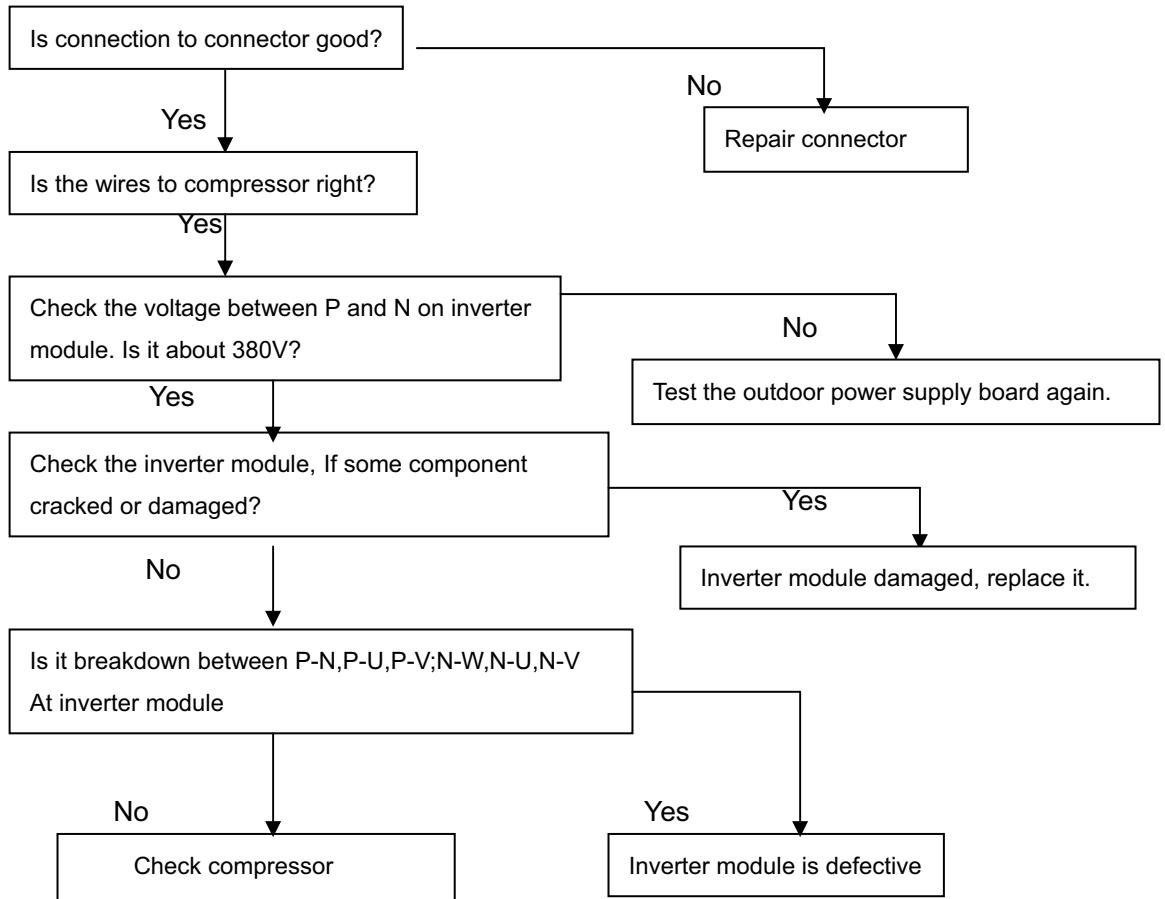 Is connection to connector good?
No
Yes
Repair connector
Is the wires to compressor right?
Yes
Check the voltage between P and N on inverter
module. Is it about 380V?
No
Yes
Test the outdoor power supply board again.
Check the inverter module, If some component
cracked or damaged?
Yes
No
Inverter module damaged, replace it.
Is it breakdown between P-N,P-U,P-V;N-W,N-U,N-V
At inverter module
No
Yes
Check compressor
Inverter module is defective